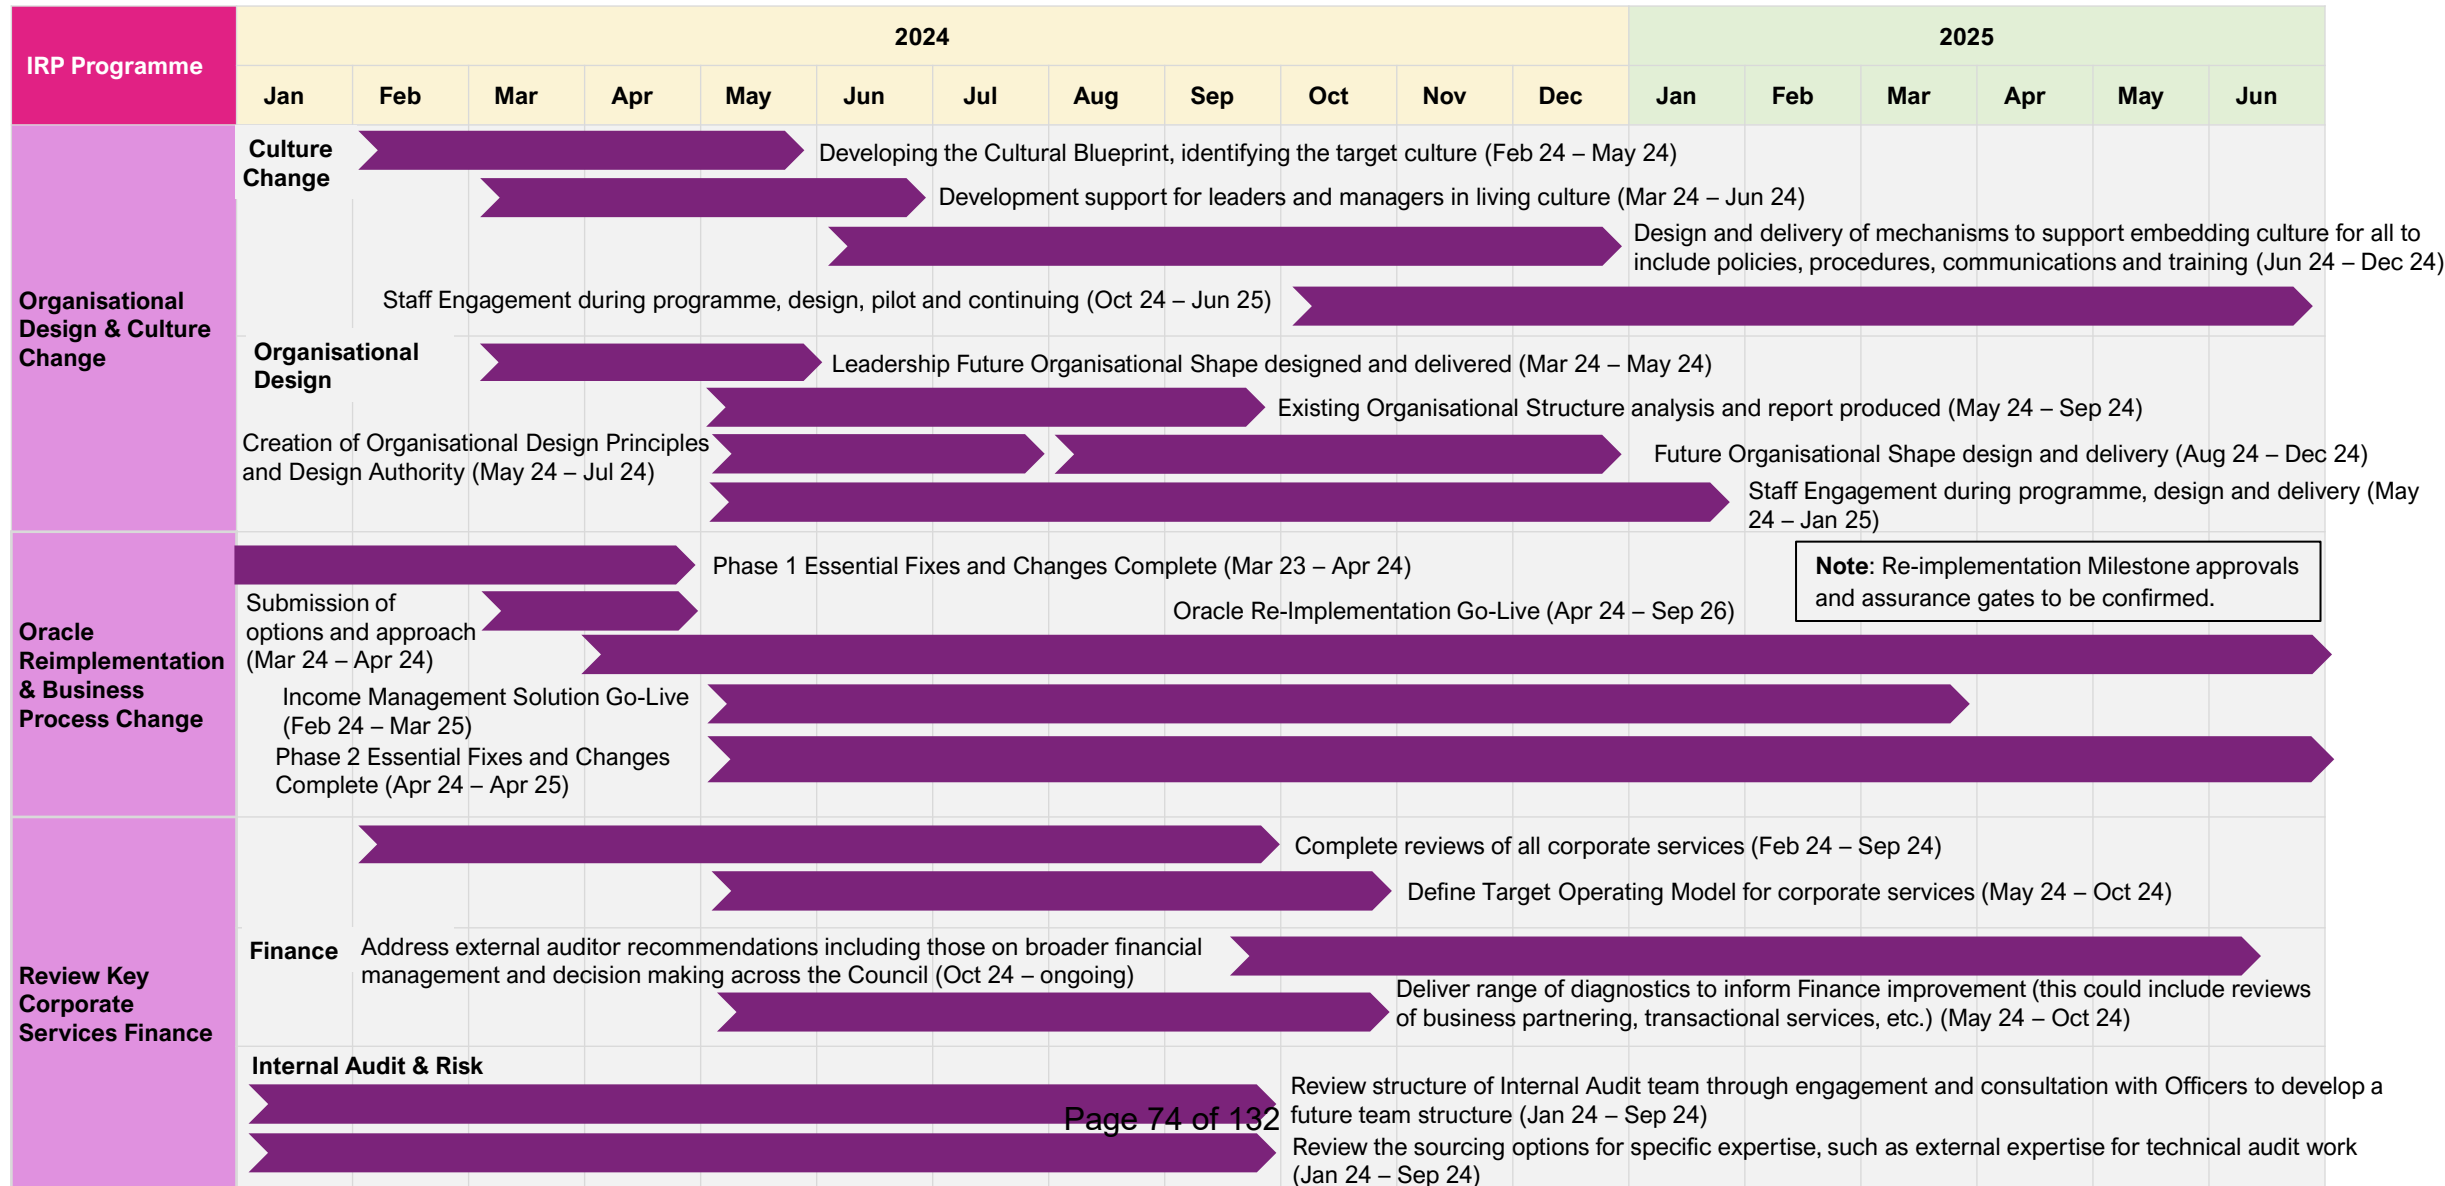 IRP Programme
2024
2025
Jan Feb Mar Apr May Jun Jul Aug Sep Oct Nov Dec Jan Feb Mar Apr May Jun
Organisational
Design & Culture
Change
Culture
Change
Developing the Cultural Blueprint, identifying the target culture (Feb 24 – May 24)
Development support for leaders and managers in living culture (Mar 24 – Jun 24)
Design and delivery of mechanisms to support embedding culture for all to
include policies, procedures, communications and training (Jun 24 – Dec 24)
Staff Engagement during programme, design, pilot and continuing (Oct 24 – Jun 25)
Organisational
Design
Leadership Future Organisational Shape designed and delivered (Mar 24 – May 24)
Existing Organisational Structure analysis and report produced (May 24 – Sep 24)
Creation of Organisational Design Principles
and Design Authority (May 24 – Jul 24)
Future Organisational Shape design and delivery (Aug 24 – Dec 24)
Staff Engagement during programme, design and delivery (May
24 – Jan 25)
Oracle
Reimplementation
& Business
Process Change
Phase 1 Essential Fixes and Changes Complete (Mar 23 – Apr 24)
Note: Re-implementation Milestone approvals
and assurance gates to be confirmed.
Submission of
options and approach
(Mar 24 – Apr 24)
Oracle Re-Implementation Go-Live (Apr 24 – Sep 26)
Income Management Solution Go-Live
(Feb 24 – Mar 25)
Phase 2 Essential Fixes and Changes
Complete (Apr 24 – Apr 25)
Review Key
Corporate
Services Finance
Complete reviews of all corporate services (Feb 24 – Sep 24)
Define Target Operating Model for corporate services (May 24 – Oct 24)
Finance
Address external auditor recommendations including those on broader financial
management and decision making across the Council (Oct 24 – ongoing)
Deliver range of diagnostics to inform Finance improvement (this could include reviews
of business partnering, transactional services, etc.) (May 24 – Oct 24)
Internal Audit & Risk
Review structure of Internal Audit team through engagement and consultation with Officers to develop a
future team structure (Jan 24 – Sep 24)
Page 74 of 132
Review the sourcing options for specific expertise, such as external expertise for technical audit work
(Jan 24 – Sep 24)